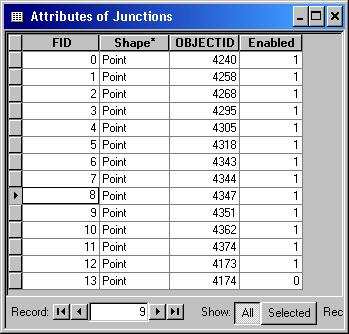 Attributes of Junctions
FID Shape* OBJECTID Enabled
0 Point 4240 1
1 Point 4258 1
2 Point 4268 1
3 Point 4295 1
4 Point 4305 1
5 Point 4318 1
6 Point 4343 1
7 Point 4344 1
8 Point 4347 1
9 Point 4351 1
10 Point 4362 1
11 Point 4374 1
12 Point 4173 1
13 Point 4174 0
Record: 9 Show: All Selected Rec